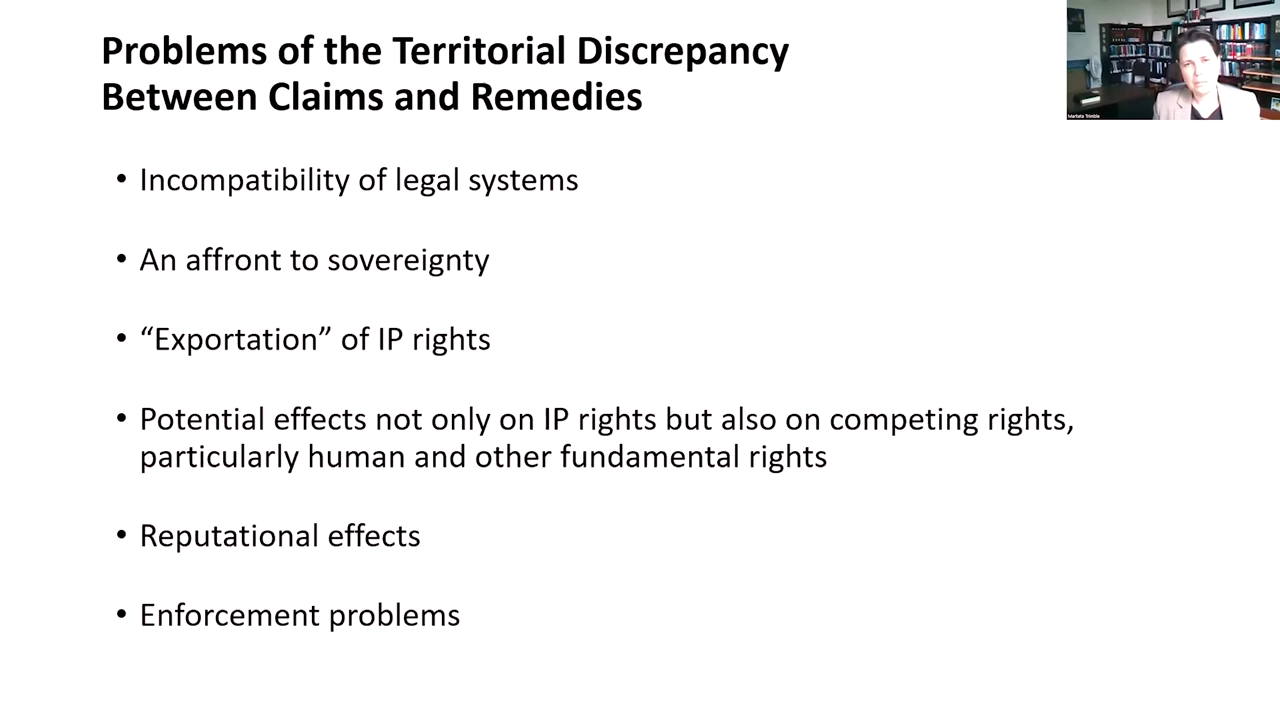 Problems of the Territorial Discrepancy
Between Claims and Remedies
• Incompatibility of legal systems
• An affront to sovereignty
• “Exportation” of IP rights
• Potential effects not only on IP rights but also on competing rights,
particularly human and other fundamental rights
• Reputational effects
• Enforcement problems
Marketa Trimble